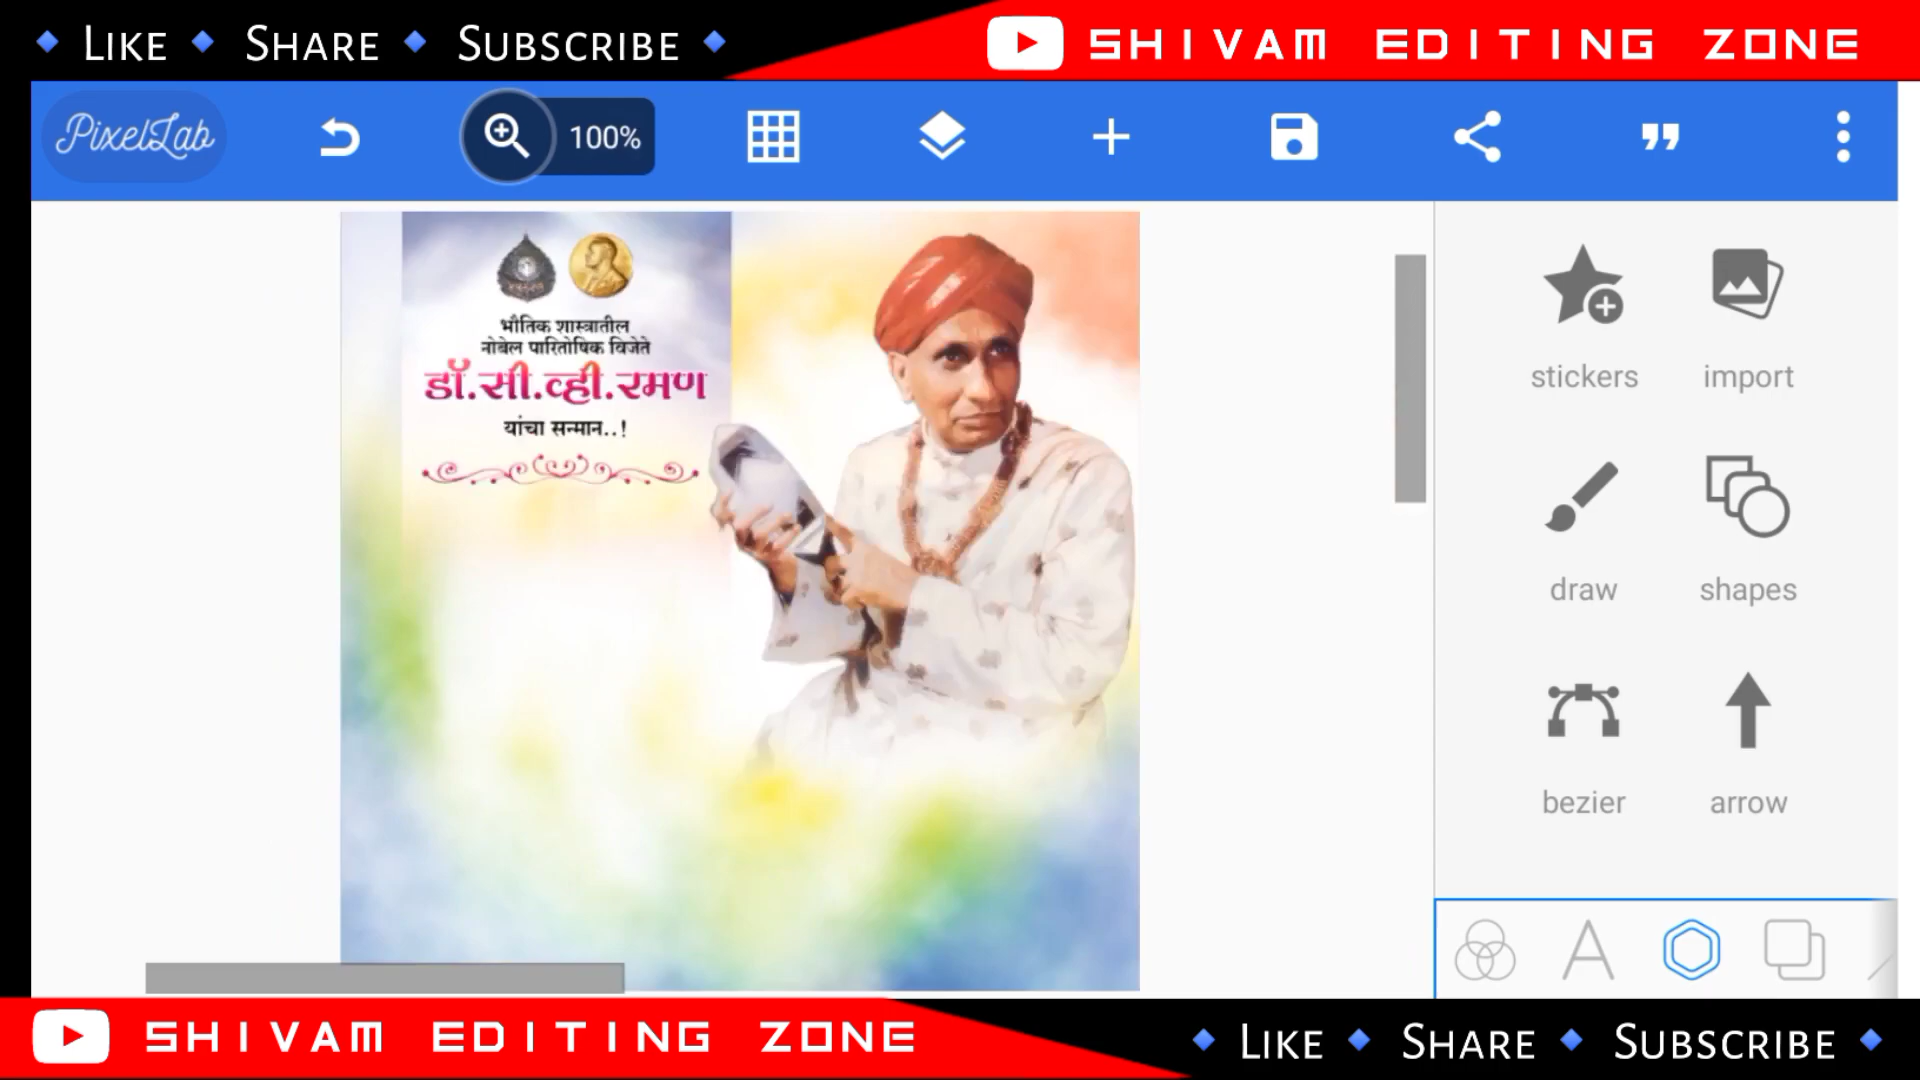 LIKE SHARE SUBSCRIBE
SHIVAM EDITING ZONE
PixelLab
100%
भौतिक शास्त्रातील
नोबेल पारितोषिक विजेते
डॉ.सी.व्ही.रमण
यांचा सन्मान..!
stickers
import
draw
shapes
bezier
arrow
SHIVAM EDITING ZONE
LIKE SHARE SUBSCRIBE